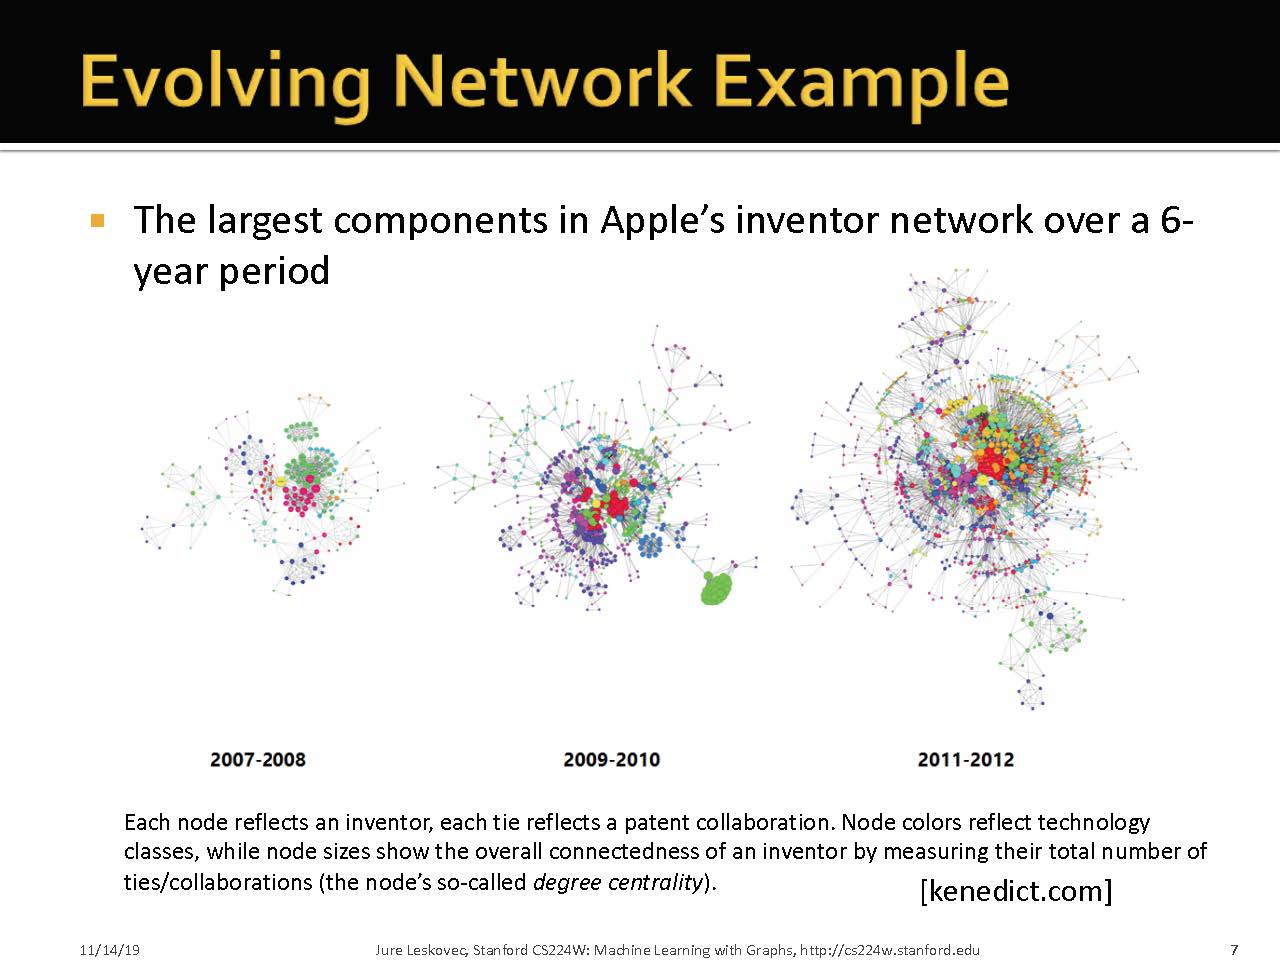 Evolving Network Example
▪ The largest components in Apple’s inventor network over a 6-
year period
2007-2008
2009-2010
2011-2012
Each node reflects an inventor, each tie reflects a patent collaboration. Node colors reflect technology
classes, while node sizes show the overall connectedness of an inventor by measuring their total number of
ties/collaborations (the node’s so-called degree centrality).
[kenedict.com]
11/14/19
Jure Leskovec, Stanford CS224W: Machine Learning with Graphs, http://cs224w.stanford.edu
7